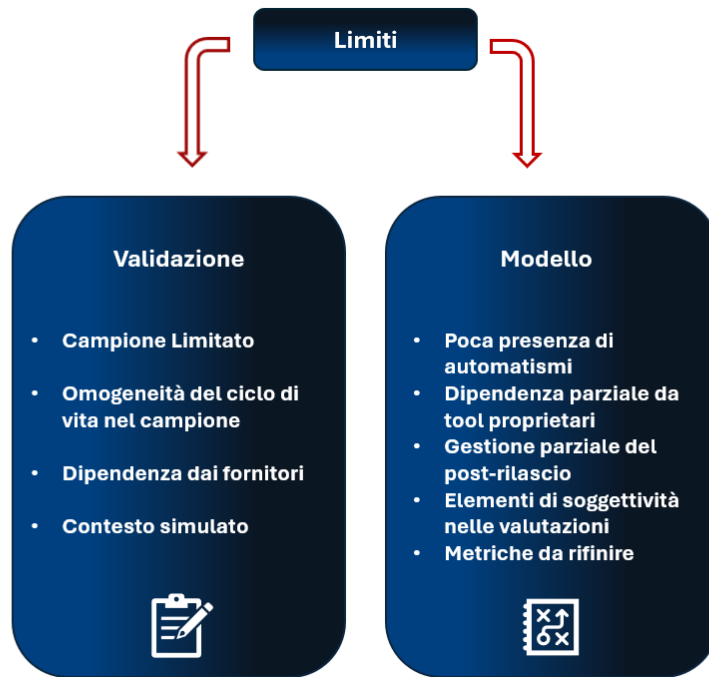 Limiti
Validazione
• Campione Limitato
• Omogeneità del ciclo di
vita nel campione
• Dipendenza dai fornitori
• Contesto simulato
Modello
• Poca presenza di
automatismi
• Dipendenza parziale da
tool proprietari
• Gestione parziale del
post-rilascio
• Elementi di soggettività
nelle valutazioni
• Metriche da rifinire